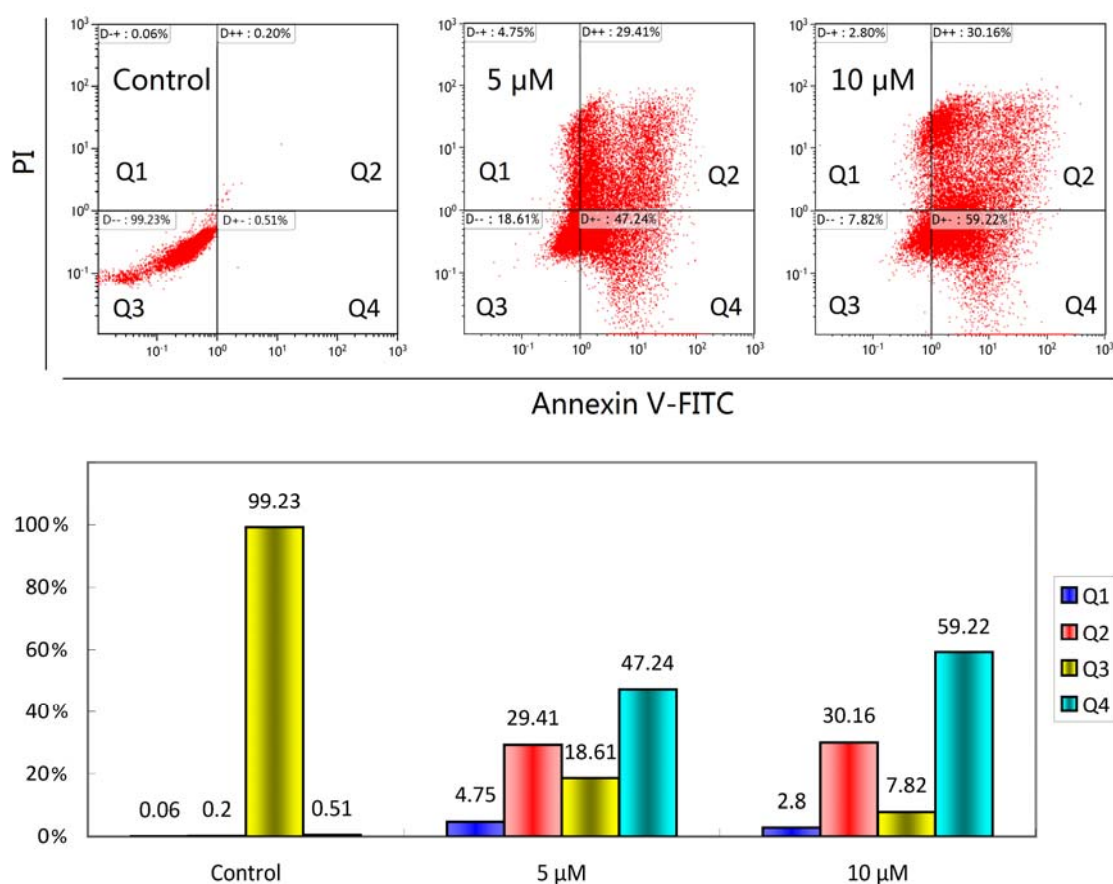 D-+ : 0.06% D++ : 0.20%
Control
Q1 Q2
D-- : 99.23% D+- : 0.51%
Q3 Q4
10³
10²
10¹
10⁰
10⁻¹
10⁻¹ 10⁰ 10¹ 10² 10³
D-+ : 4.75% D++ : 29.41%
5 μM
Q1 Q2
D-- : 18.61% D+- : 47.24%
Q3 Q4
10³
10²
10¹
10⁰
10⁻¹
10⁻¹ 10⁰ 10¹ 10² 10³
D-+ : 2.80% D++ : 30.16%
10 μM
Q1 Q2
D-- : 7.82% D+- : 59.22%
Q3 Q4
10³
10²
10¹
10⁰
10⁻¹
10⁻¹ 10⁰ 10¹ 10² 10³
PI
Annexin V-FITC
100%
80%
60%
40%
20%
0%
0.06 0.2 99.23 0.51
4.75 29.41 18.61 47.24
2.8 30.16 7.82 59.22
Control 5 μM 10 μM
Q1
Q2
Q3
Q4